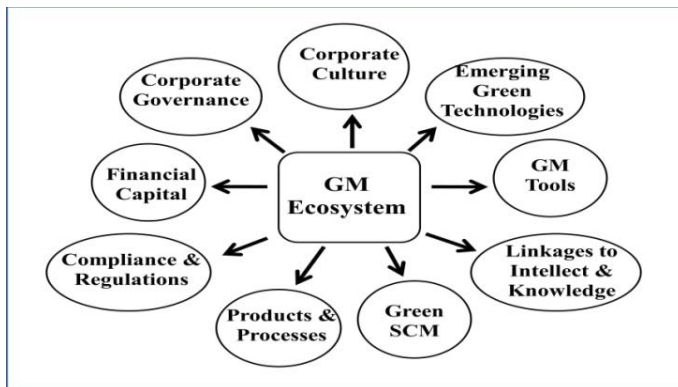 Corporate
Culture
Corporate
Governance
Emerging
Green
Technologies
Financial
Capital
GM
Ecosystem
GM
Tools
Compliance &
Regulations
Linkages to
Intellect &
Knowledge
Products &
Processes
Green
SCM